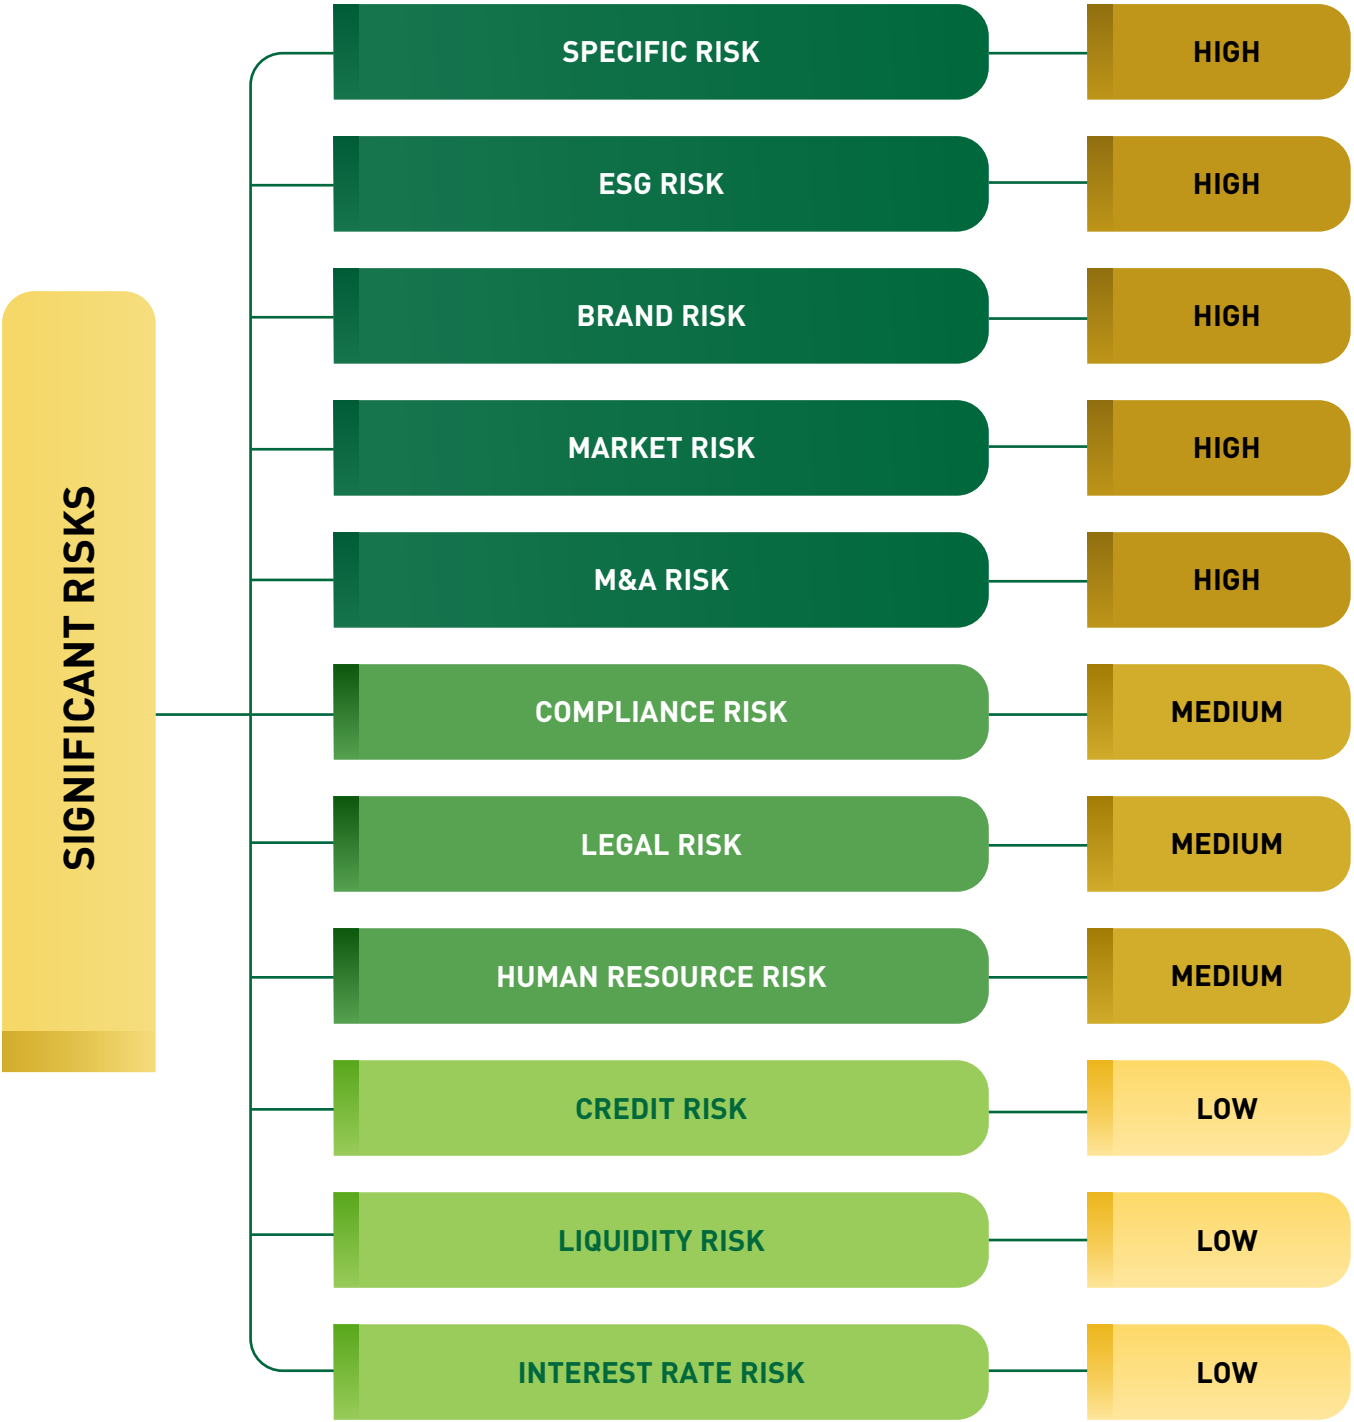 SIGNIFICANT RISKS
SPECIFIC RISK
HIGH
ESG RISK
HIGH
BRAND RISK
HIGH
MARKET RISK
HIGH
M&A RISK
HIGH
COMPLIANCE RISK
MEDIUM
LEGAL RISK
MEDIUM
HUMAN RESOURCE RISK
MEDIUM
CREDIT RISK
LOW
LIQUIDITY RISK
LOW
INTEREST RATE RISK
LOW